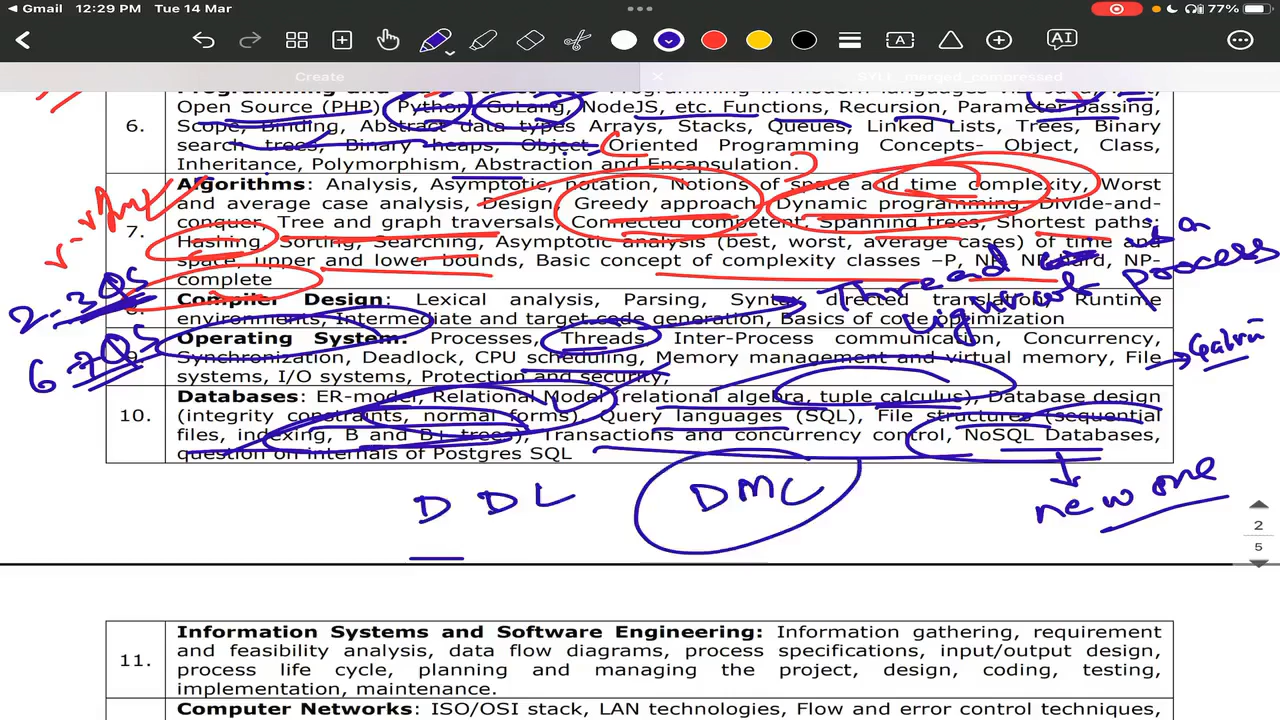 Gmail 12:29 PM Tue 14 Mar 77%
A AI
Create SYLL_merged_compressed
Open Source (PHP) Python, GoLang, NodeJS, etc. Functions, Recursion, Parameter passing,
6. Scope, Binding, Abstract data types Arrays, Stacks, Queues, Linked Lists, Trees, Binary
search trees, Binary heaps, Object Oriented Programming Concepts- Object, Class,
Inheritance, Polymorphism, Abstraction and Encapsulation.
Algorithms: Analysis, Asymptotic, notation, Notions of space and time complexity, Worst
and average case analysis, Design, Greedy approach, Dynamic programming, Divide-and-
7. conquer, Tree and graph traversals, Connected competent, Spanning trees, Shortest paths;
Hashing, Sorting, Searching, Asymptotic analysis (best, worst, average cases) of time and
space, upper and lower bounds, Basic concept of complexity classes –P, NP, NP hard, NP-
complete
8. Compiler Design: Lexical analysis, Parsing, Syntax directed translation, Runtime
environments, Intermediate and target code generation, Basics of code optimization
2-3 QS
Thread
process
Operating System: Processes, Threads, Inter-Process communication, Concurrency,
9. Synchronization, Deadlock, CPU scheduling, Memory management and virtual memory, File
systems, I/O systems, Protection and security,
6-7 QS
Databases: ER-model, Relational Model (relational algebra, tuple calculus), Database design
10. (integrity constraints, normal forms), Query languages (SQL), File structures (sequential
files, indexing, B and B+ trees), Transactions and concurrency control, NoSQL Databases,
question on internals of Postgres SQL
D DL DML new one
2
5
Information Systems and Software Engineering: Information gathering, requirement
11. and feasibility analysis, data flow diagrams, process specifications, input/output design,
process life cycle, planning and managing the project, design, coding, testing,
implementation, maintenance.
Computer Networks: ISO/OSI stack, LAN technologies, Flow and error control techniques,